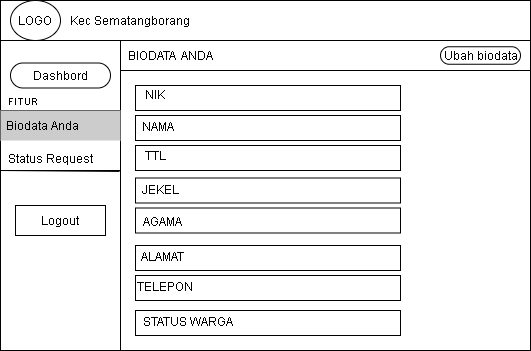 LOGO Kec Sematangborang
BIODATA ANDA
Ubah biodata
Dashbord
FITUR
Biodata Anda
Status Request
Logout
NIK
NAMA
TTL
JEKEL
AGAMA
ALAMAT
TELEPON
STATUS WARGA